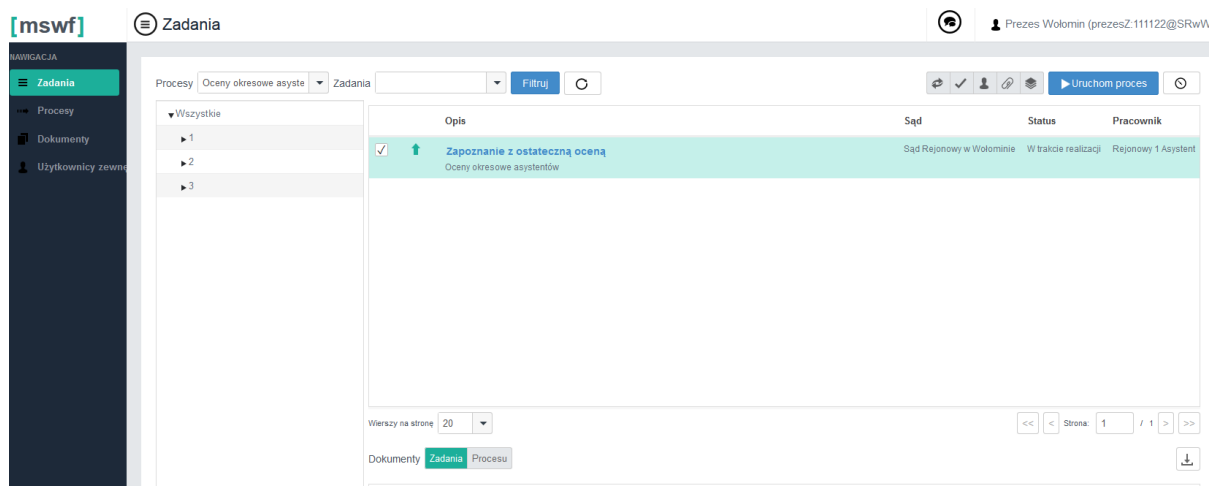 [mswf]
Zadania
Prezes Wołomin (prezesZ:111122@SRwW
NAWIGACJA
Zadania
Procesy
Dokumenty
Użytkownicy zewnę
Procesy Oceny okresowe asyste Zadania Filtruj Uruchom proces
Wszystkie
1
2
3
Opis Sąd Status Pracownik
Zapoznanie z ostateczną oceną Sąd Rejonowy w Wołominie W trakcie realizacji Rejonowy 1 Asystent
Oceny okresowe asystentów
Wierszy na stronę 20 << < Strona: 1 / 1 > >>
Dokumenty Zadania Procesu